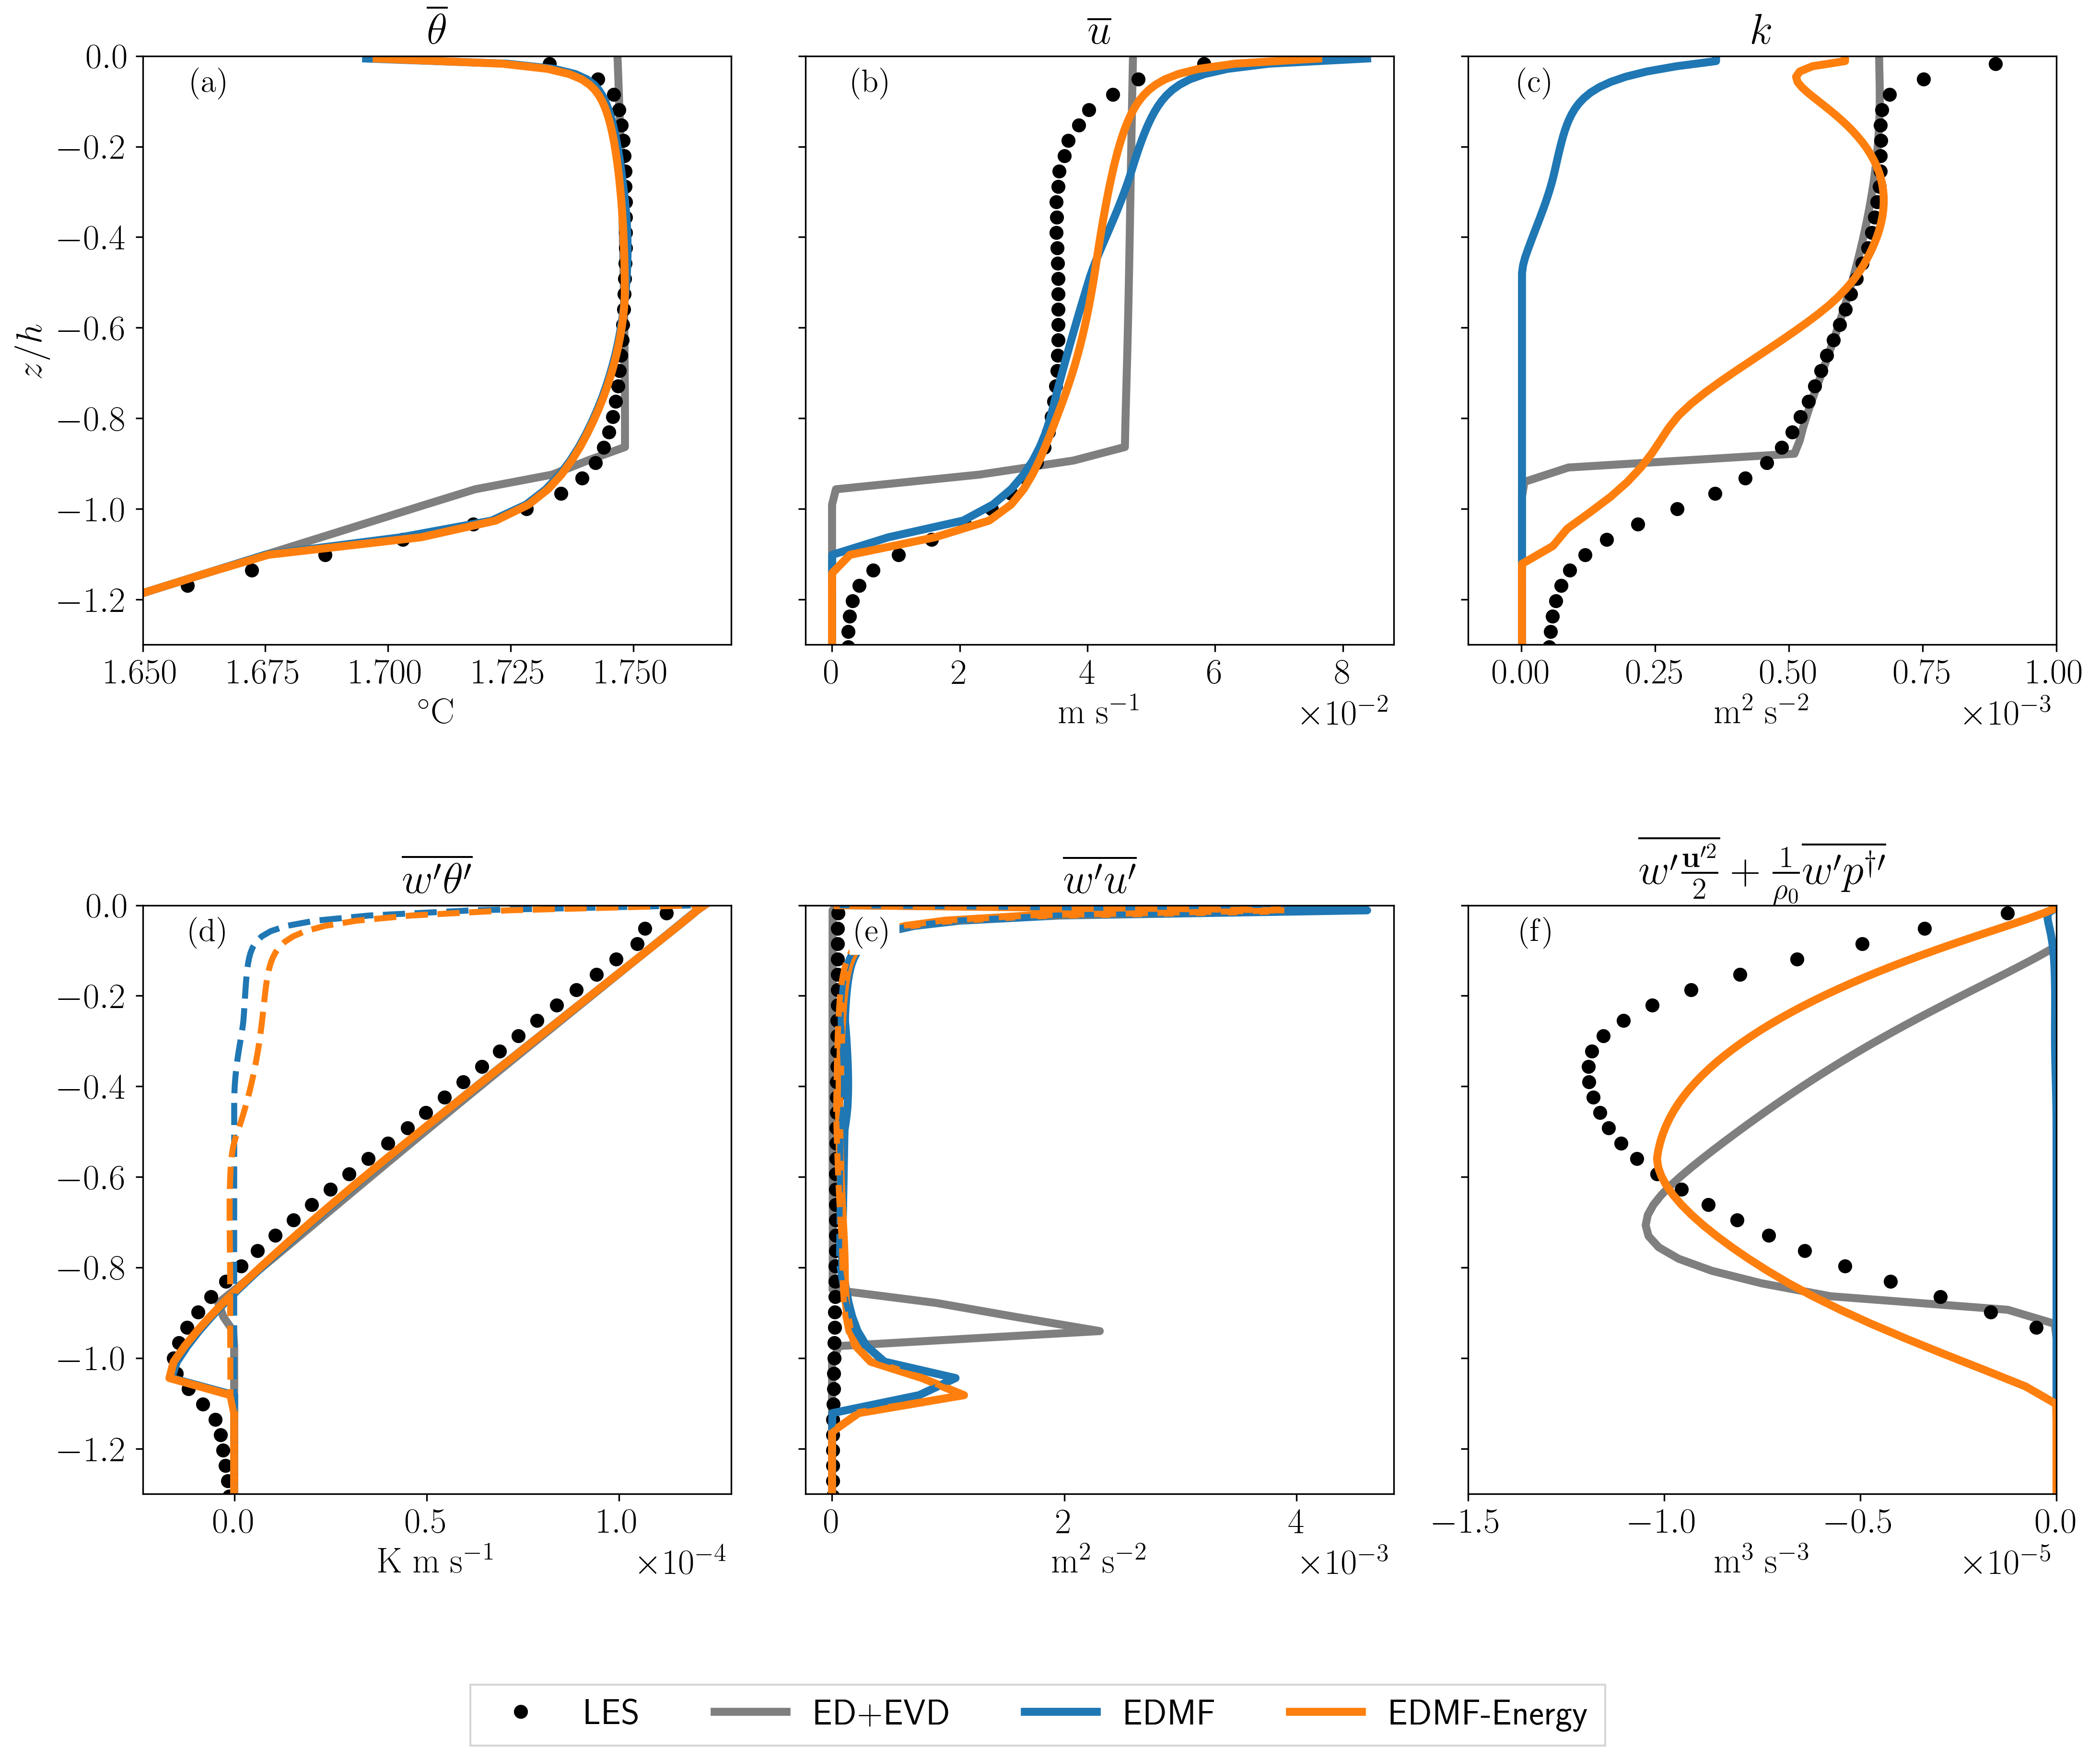 θ̅ u̅ k
(a) (b) (c)
0.0
−0.2
−0.4
−0.6
−0.8
−1.0
−1.2
z/h
1.650 1.675 1.700 1.725 1.750 0 2 4 6 8 0.00 0.25 0.50 0.75 1.00
°C m s⁻¹ ×10⁻² m² s⁻² ×10⁻³
w′θ′ w′u′ w′ u′²/2 + 1/ρ₀ w′p†′
(d) (e) (f)
0.0
−0.2
−0.4
−0.6
−0.8
−1.0
−1.2
0.0 0.5 1.0 0 2 4 −1.5 −1.0 −0.5 0.0
K m s⁻¹ ×10⁻⁴ m² s⁻² ×10⁻³ m³ s⁻³ ×10⁻⁵
LES ED+EVD EDMF EDMF-Energy